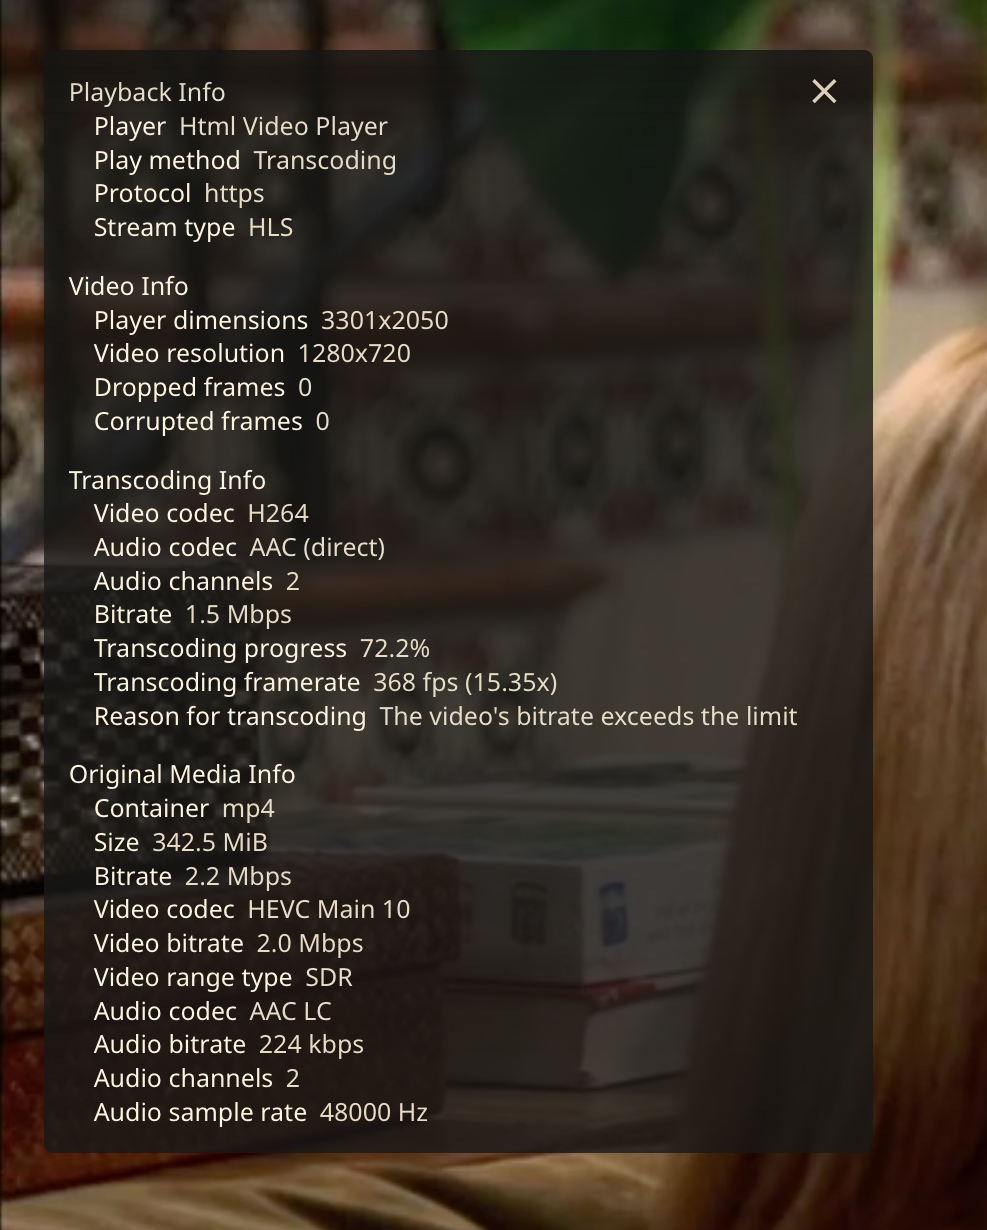 Playback Info
Player Html Video Player
Play method Transcoding
Protocol https
Stream type HLS
Video Info
Player dimensions 3301x2050
Video resolution 1280x720
Dropped frames 0
Corrupted frames 0
Transcoding Info
Video codec H264
Audio codec AAC (direct)
Audio channels 2
Bitrate 1.5 Mbps
Transcoding progress 72.2%
Transcoding framerate 368 fps (15.35x)
Reason for transcoding The video's bitrate exceeds the limit
Original Media Info
Container mp4
Size 342.5 MiB
Bitrate 2.2 Mbps
Video codec HEVC Main 10
Video bitrate 2.0 Mbps
Video range type SDR
Audio codec AAC LC
Audio bitrate 224 kbps
Audio channels 2
Audio sample rate 48000 Hz